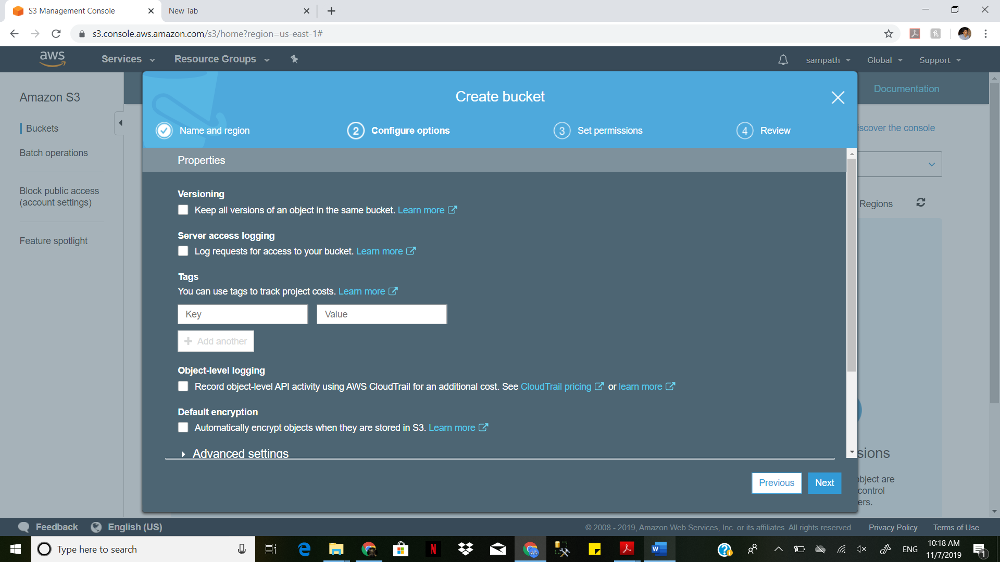 S3 Management Console
New Tab
s3.console.aws.amazon.com/s3/home?region=us-east-1#
aws
Services
Resource Groups
sampath
Global
Support
Amazon S3
Buckets
Batch operations
Block public access
(account settings)
Feature spotlight
Documentation
iscover the console
Regions
sions
object are
control
ers.
Create bucket
Name and region
2 Configure options
3 Set permissions
4 Review
Properties
Versioning
Keep all versions of an object in the same bucket. Learn more
Server access logging
Log requests for access to your bucket. Learn more
Tags
You can use tags to track project costs. Learn more
Key
Value
Add another
Object-level logging
Record object-level API activity using AWS CloudTrail for an additional cost. See CloudTrail pricing or learn more
Default encryption
Automatically encrypt objects when they are stored in S3. Learn more
Advanced settings
Previous
Next
Feedback
English (US)
© 2008 - 2019, Amazon Web Services, Inc. or its affiliates. All rights reserved.
Privacy Policy
Terms of Use
Type here to search
ENG
10:18 AM
11/7/2019
1